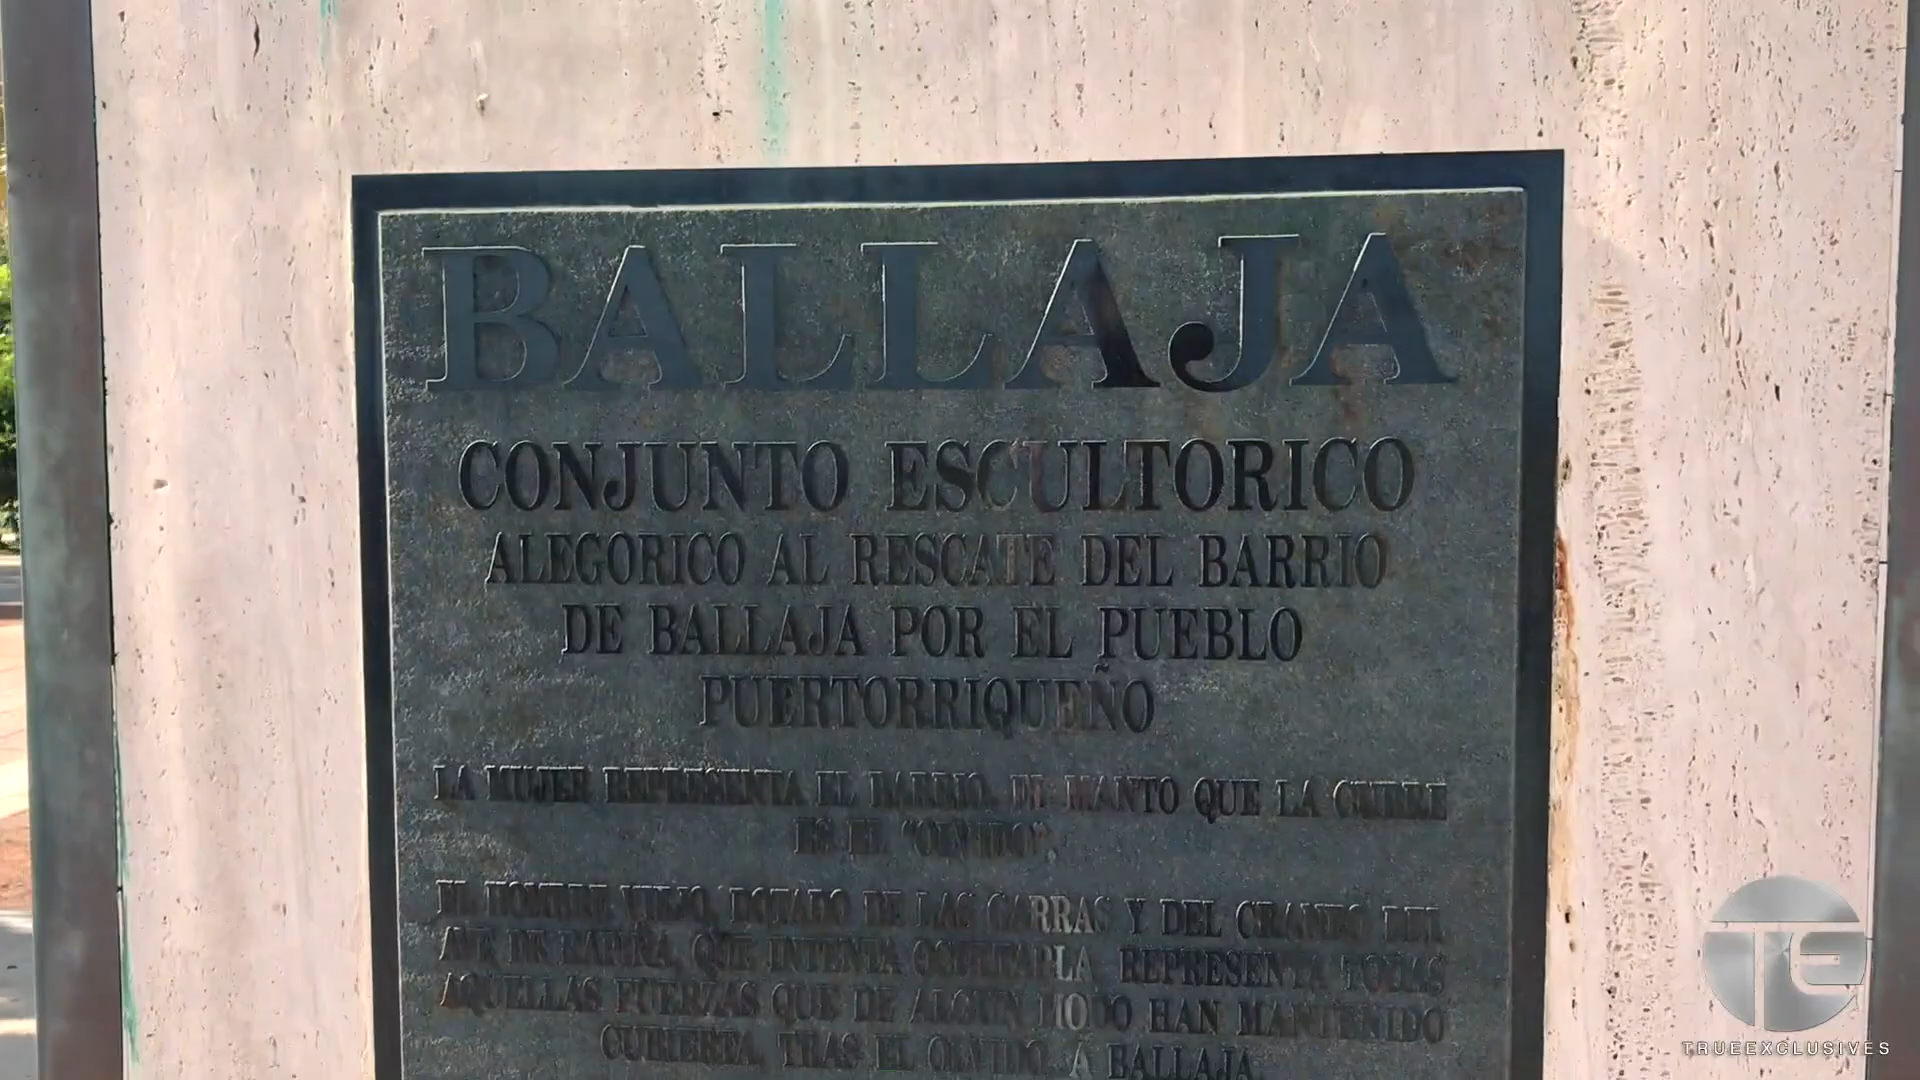 BALLAJA
CONJUNTO ESCULTORICO
ALEGORICO AL RESCATE DEL BARRIO
DE BALLAJA POR EL PUEBLO
PUERTORRIQUEÑO
LA MUJER REPRESENTA EL BARRIO. MANTO QUE LA CUBRE
ES EL "OLVIDO".
EL HOMBRE VIEJO, DOTADO DE LAS GARRAS Y DEL CRANEO DEL
AVE DE RAPIÑA, QUE INTENTA OCULTARLA REPRESENTA TODAS
AQUELLAS FUERZAS QUE DE ALGUN MODO HAN MANTENIDO
CUBIERTA, TRAS EL OLVIDO, A BALLAJA.
TE
TRUEEXCLUSIVES